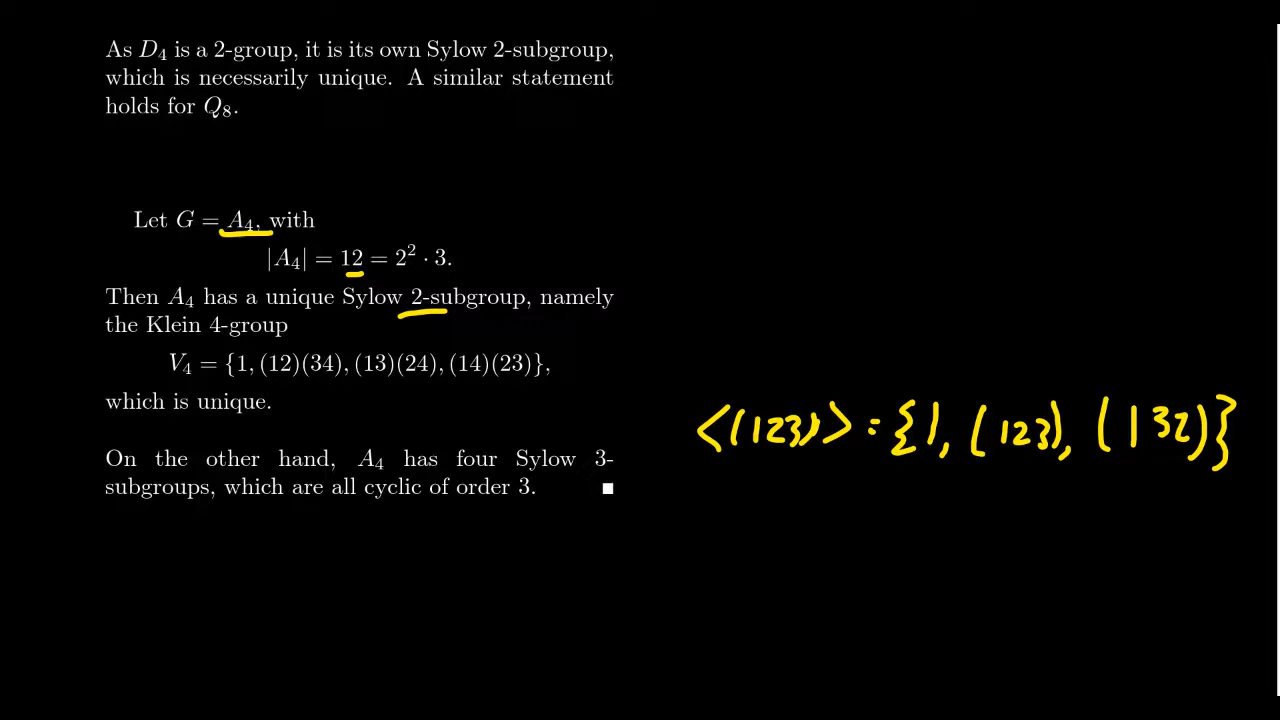 As D₄ is a 2-group, it is its own Sylow 2-subgroup,
which is necessarily unique. A similar statement
holds for Q₈.
Let G = A₄, with
|A₄| = 12 = 2² · 3.
Then A₄ has a unique Sylow 2-subgroup, namely
the Klein 4-group
V₄ = {1, (12)(34), (13)(24), (14)(23)},
which is unique.
On the other hand, A₄ has four Sylow 3-
subgroups, which are all cyclic of order 3. ■
<(123)> = {1, (123), (132)}